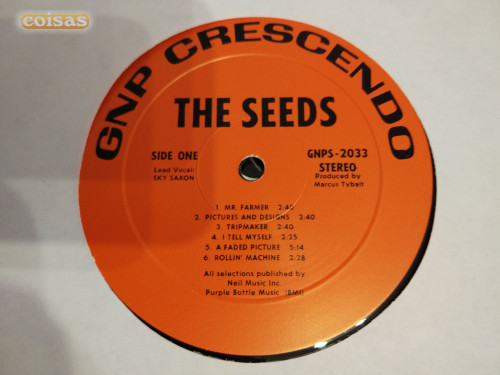 coisas
GNP CRESCENDO
THE SEEDS
SIDE ONE
Lead Vocal:
SKY SAXON
GNPS-2033
STEREO
Produced by
Marcus Tybalt
1. MR. FARMER 2:40
2. PICTURES AND DESIGNS 2:40
3. TRIPMAKER 2:40
4. I TELL MYSELF 2:25
5. A FADED PICTURE 5:14
6. ROLLIN' MACHINE 2:28
All selections published by
Neil Music Inc.
Purple Bottle Music (BMI)